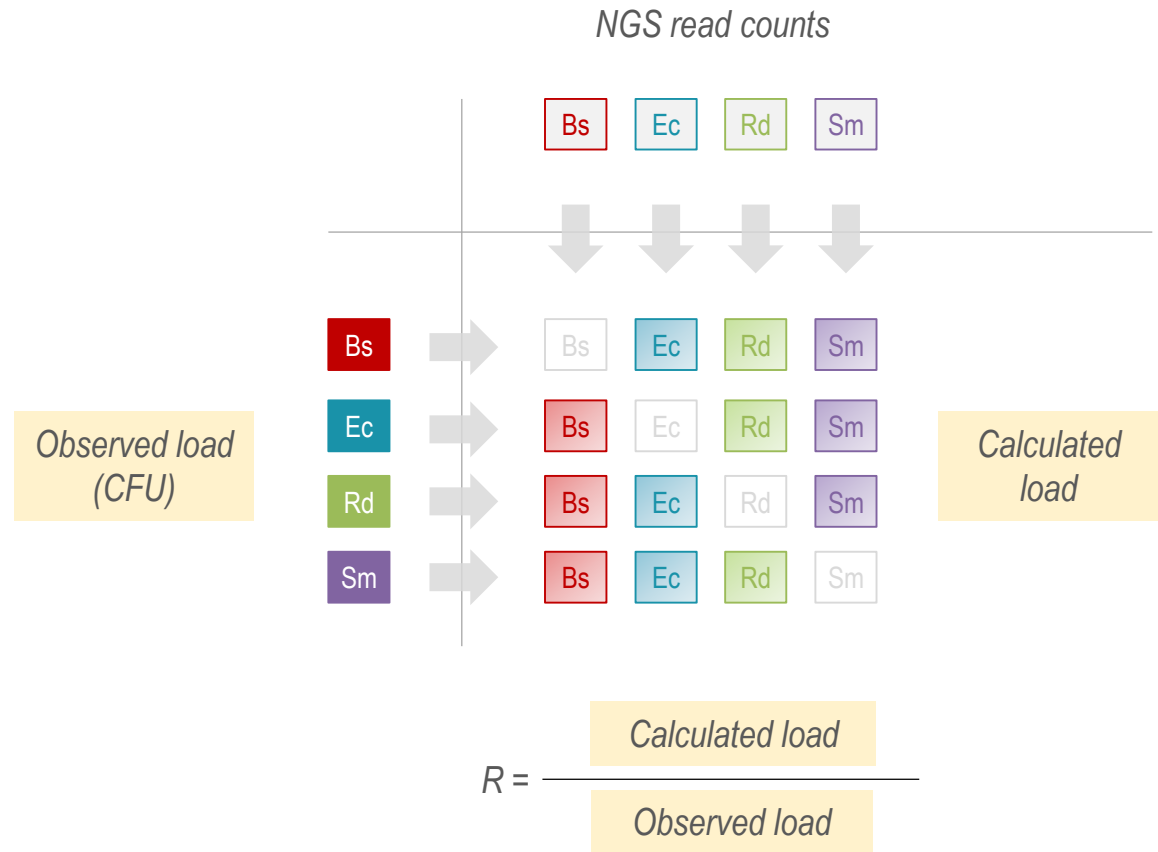 NGS read counts
Bs Ec Rd Sm
Bs Bs Ec Rd Sm
Ec Bs Ec Rd Sm
Observed load
(CFU)
Calculated
load
Rd Bs Ec Rd Sm
Sm Bs Ec Rd Sm
Calculated load
R =
Observed load